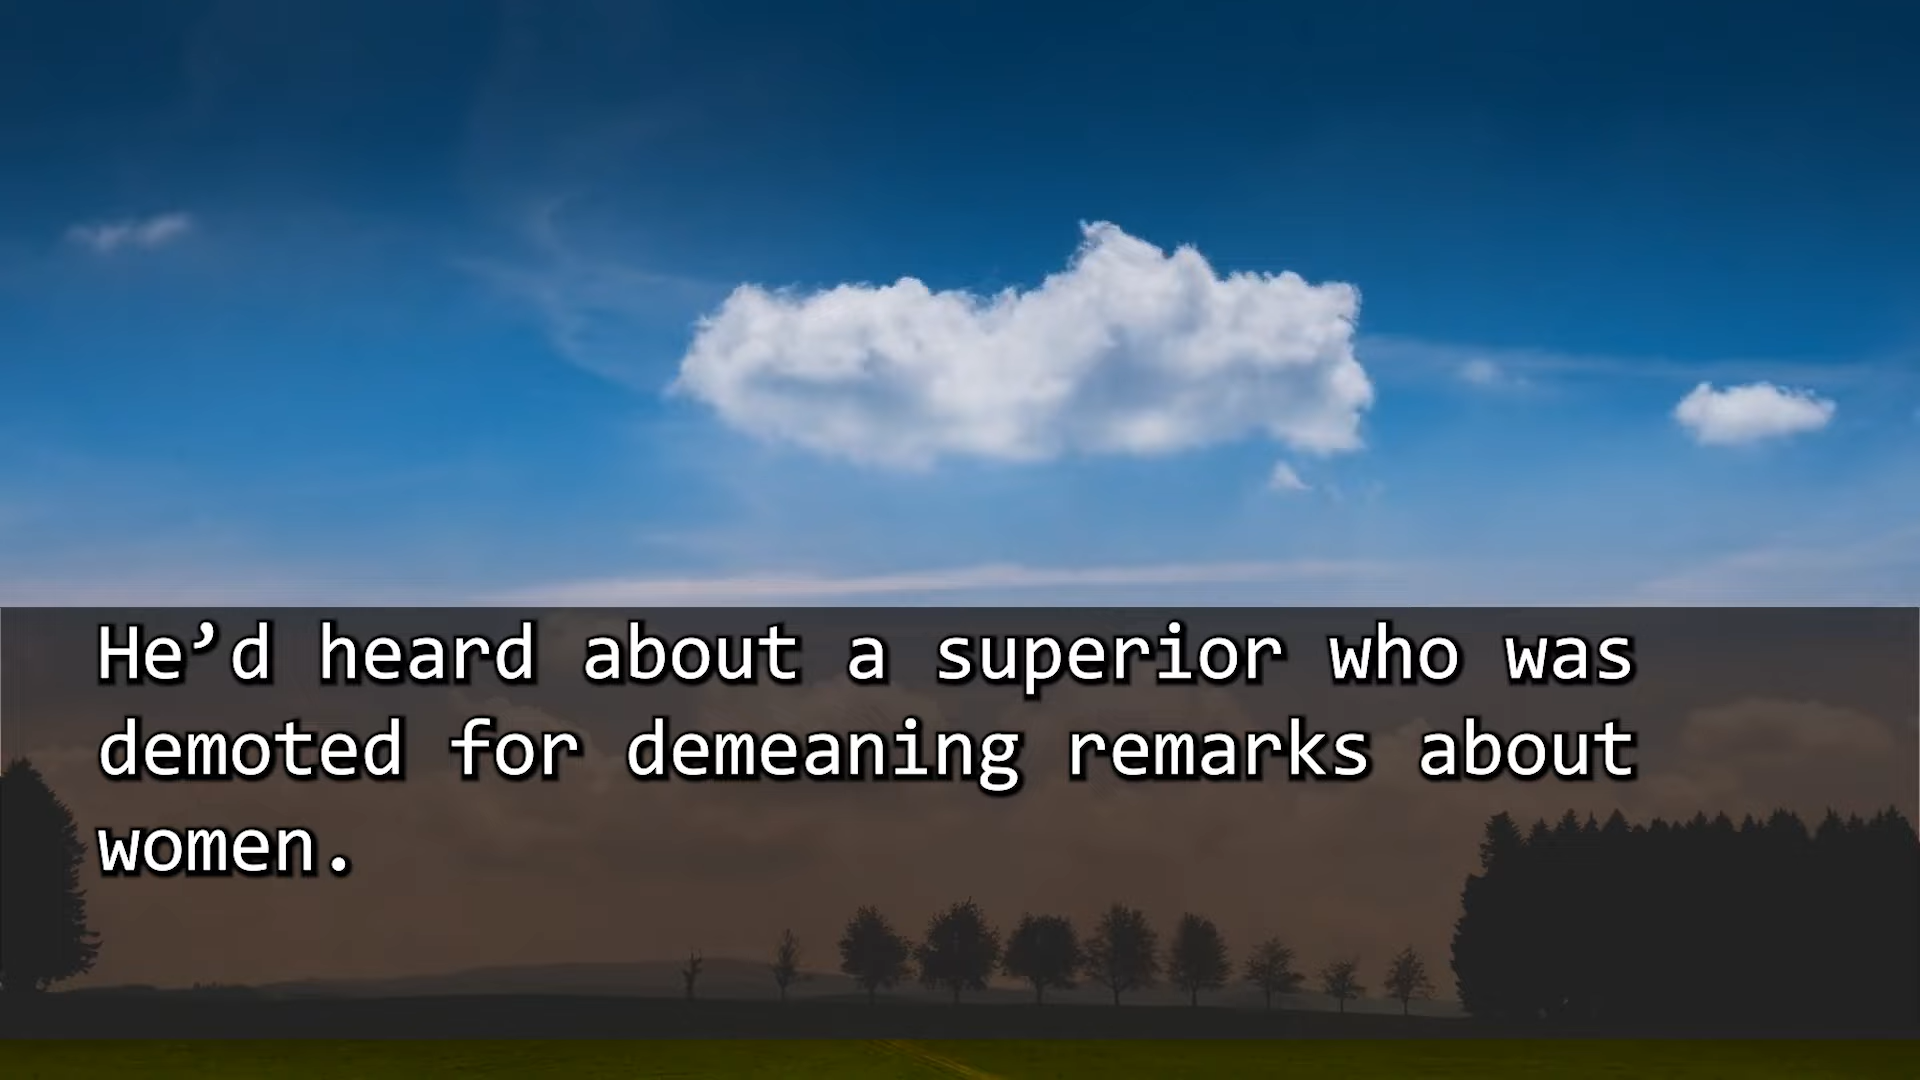 He’d heard about a superior who was
demoted for demeaning remarks about
women.